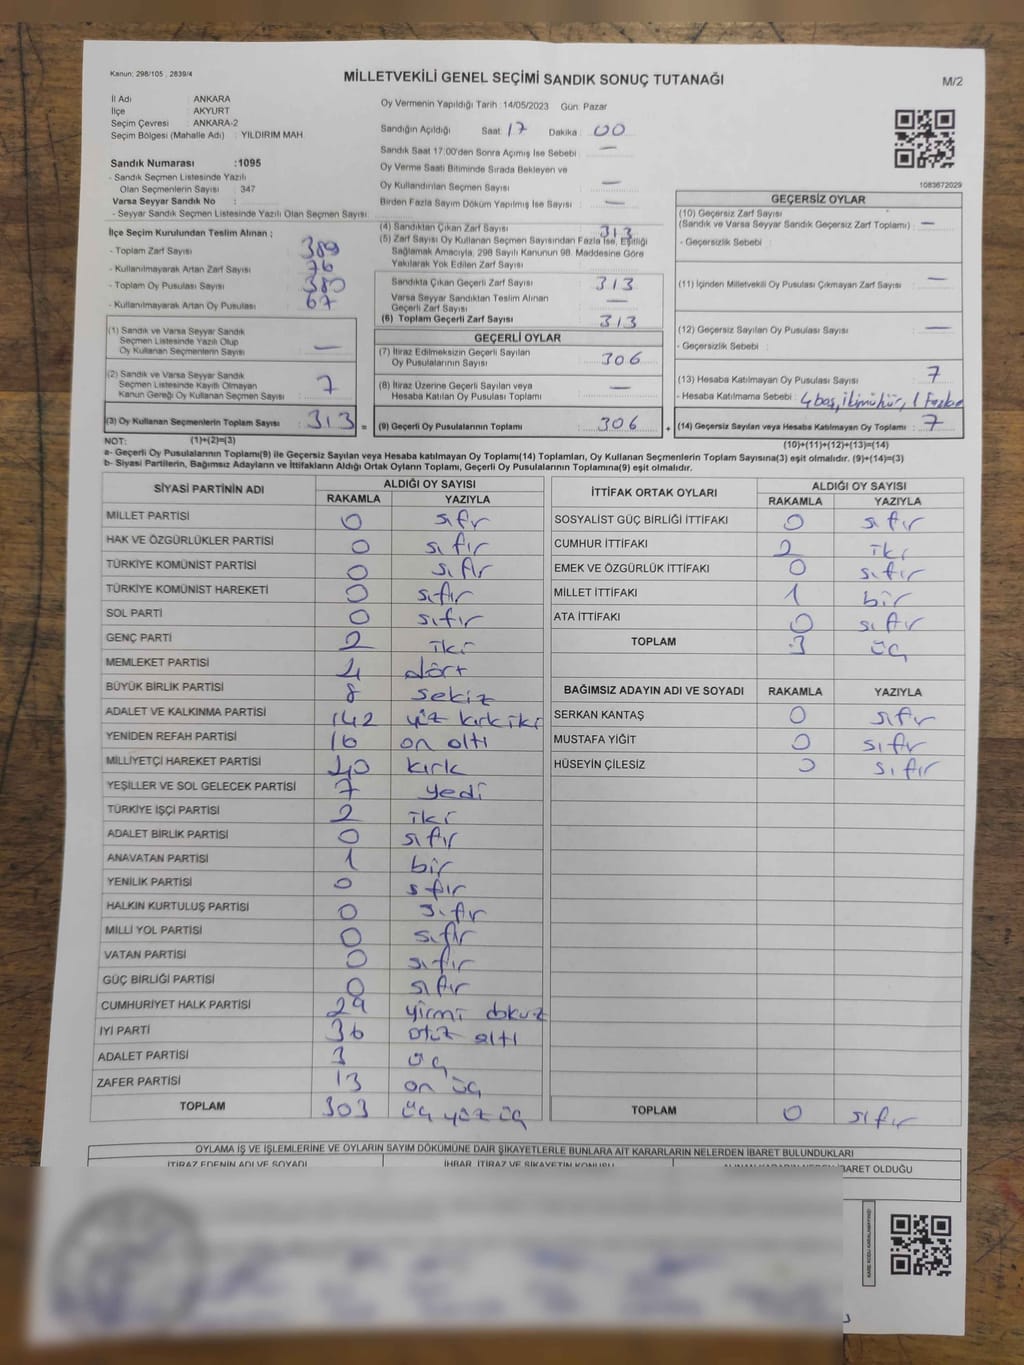 Kanun: 298/105 , 2839/4
MİLLETVEKİLİ GENEL SEÇİMİ SANDIK SONUÇ TUTANAĞI
M/2
İl Adı : ANKARA
İlçe : AKYURT
Seçim Çevresi : ANKARA-2
Seçim Bölgesi (Mahalle Adı) : YILDIRIM MAH.
Oy Vermenin Yapıldığı Tarih : 14/05/2023 Gün: Pazar
Sandığın Açıldığı Saat 17 Dakika 00
Sandık Saat 17:00'den Sonra Açımış İse Sebebi : —
Oy Verme Saati Bitiminde Sırada Bekleyen ve
Oy Kullandırılan Seçmen Sayısı : —
Birden Fazla Sayım Döküm Yapılmış İse Sayısı : —
1083672029
Sandık Numarası :1095
- Sandık Seçmen Listesinde Yazılı
Olan Seçmenlerin Sayısı : 347
Varsa Seyyar Sandık No :
- Seyyar Sandık Listesinde Yazılı Olan Seçmen Sayısı:
İlçe Seçim Kurulundan Teslim Alınan ;
- Toplam Zarf Sayısı : 389
- Kullanılmayarak Artan Zarf Sayısı : 76
- Toplam Oy Pusulası Sayısı : 380
- Kullanılmayarak Artan Oy Pusulası : 67
(1) Sandık ve Varsa Seyyar Sandık
Seçmen Listesinde Yazılı Olup
Oy Kullanan Seçmenlerin Sayısı : —
(2) Sandık ve Varsa Seyyar Sandık
Seçmen Listesinde Kayıtlı Olmayan
Kanun Gereği Oy Kullanan Seçmen Sayısı : 7
(3) Oy Kullanan Seçmenlerin Toplam Sayısı : 313 =
(4) Sandıktan Çıkan Zarf Sayısı : 313
(5) Zarf Sayısı Oy Kullanan Seçmen Sayısından Fazla İse, Eşitliği
Sağlamak Amacıyla, 298 Sayılı Kanunun 98. Maddesine Göre
Yakılarak Yok Edilen Zarf Sayısı :
Sandıkta Çıkan Geçerli Zarf Sayısı : 313
Varsa Seyyar Sandıktan Teslim Alınan —
Geçerli Zarf Sayısı :
(6) Toplam Geçerli Zarf Sayısı : 313
GEÇERLİ OYLAR
(7) İtiraz Edilmeksizin Geçerli Sayılan
Oy Pusulalarının Sayısı : 306
(8) İtiraz Üzerine Geçerli Sayılan veya —
Hesaba Katılan Oy Pusulaları Toplamı :
(9) Geçerli Oy Pusulalarının Toplamı : 306 +
GEÇERSİZ OYLAR
(10) Geçersiz Zarf Sayısı
(Sandık ve Varsa Seyyar Sandık Geçersiz Zarf Toplamı) : —
- Geçersizlik Sebebi :
(11) İçinden Milletvekili Oy Pusulası Çıkmayan Zarf Sayısı : —
(12) Geçersiz Sayılan Oy Pusulası Sayısı : —
- Geçersizlik Sebebi :
(13) Hesaba Katılmayan Oy Pusulası Sayısı : 7
- Hesaba Katılmama Sebebi : 4 boş, iki mühür, 1 Fazla
(14) Geçersiz Sayılan veya Hesaba Katılmayan Oy Toplamı : 7
NOT: (1)+(2)=(3) (10)+(11)+(12)+(13)=(14)
a- Geçerli Oy Pusulalarının Toplamı(9) ile Geçersiz Sayılan veya Hesaba katılmayan Oy Toplamı(14) Toplamları, Oy Kullanan Seçmenlerin Toplam Sayısına(3) eşit olmalıdır. (9)+(14)=(3)
b- Siyasi Partilerin, Bağımsız Adayların ve İttifakların Aldığı Ortak Oyların Toplamı, Geçerli Oy Pusulalarının Toplamına(9) eşit olmalıdır.
SİYASİ PARTİNİN ADI ALDIĞI OY SAYISI
RAKAMLA YAZIYLA
MİLLET PARTİSİ 0 sıfır
HAK VE ÖZGÜRLÜKLER PARTİSİ 0 sıfır
TÜRKİYE KOMÜNİST PARTİSİ 0 sıfır
TÜRKİYE KOMÜNİST HAREKETİ 0 sıfır
SOL PARTİ 0 sıfır
GENÇ PARTİ 2 iki
MEMLEKET PARTİSİ 4 dört
BÜYÜK BİRLİK PARTİSİ 8 sekiz
ADALET VE KALKINMA PARTİSİ 142 yüz kırk iki
YENİDEN REFAH PARTİSİ 16 on altı
MİLLİYETÇİ HAREKET PARTİSİ 40 kırk
YEŞİLLER VE SOL GELECEK PARTİSİ 7 yedi
TÜRKİYE İŞÇİ PARTİSİ 2 iki
ADALET BİRLİK PARTİSİ 0 sıfır
ANAVATAN PARTİSİ 1 bir
YENİLİK PARTİSİ 0 sıfır
HALKIN KURTULUŞ PARTİSİ 0 sıfır
MİLLİ YOL PARTİSİ 0 sıfır
VATAN PARTİSİ 0 sıfır
GÜÇ BİRLİĞİ PARTİSİ 0 sıfır
CUMHURİYET HALK PARTİSİ 29 yirmi dokuz
İYİ PARTİ 36 otuz altı
ADALET PARTİSİ 3 üç
ZAFER PARTİSİ 13 on üç
TOPLAM 303 üç yüz üç
İTTİFAK ORTAK OYLARI ALDIĞI OY SAYISI
RAKAMLA YAZIYLA
SOSYALİST GÜÇ BİRLİĞİ İTTİFAKI 0 sıfır
CUMHUR İTTİFAKI 2 iki
EMEK VE ÖZGÜRLÜK İTTİFAKI 0 sıfır
MİLLET İTTİFAKI 1 bir
ATA İTTİFAKI 0 sıfır
TOPLAM 3 üç
BAĞIMSIZ ADAYIN ADI VE SOYADI RAKAMLA YAZIYLA
SERKAN KANTAŞ 0 sıfır
MUSTAFA YİĞİT 0 sıfır
HÜSEYİN ÇİLESİZ 0 sıfır
TOPLAM 0 sıfır
OYLAMA İŞ VE İŞLEMLERİNE VE OYLARIN SAYIM DÖKÜMÜNE DAİR ŞİKAYETLERLE BUNLARA AİT KARARLARIN NELERDEN İBARET BULUNDUKLARI
İTİRAZ EDENİN ADI VE SOYADI İHBAR, İTİRAZ VE ŞİKAYETİN KONUSU ALINAN KARARIN NEDEN İBARET OLDUĞU